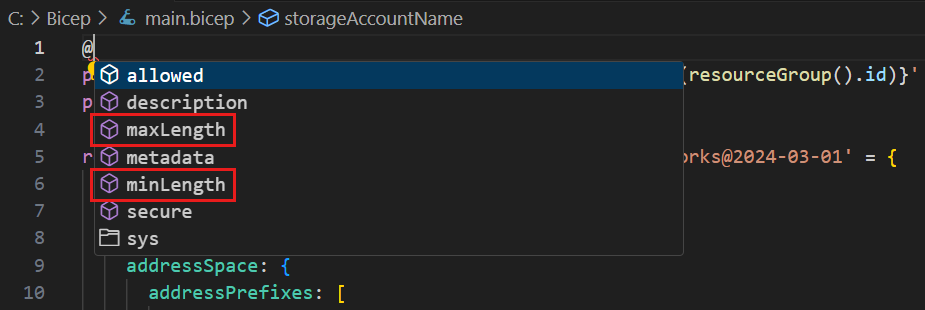 C: > Bicep > main.bicep > storageAccountName
1 @
2 p (resourceGroup().id)}'
allowed
3 p
description
4
maxLength
5 r rks@2024-03-01' = {
metadata
6
minLength
7
secure
8
sys
9 addressSpace: {
10 addressPrefixes: [